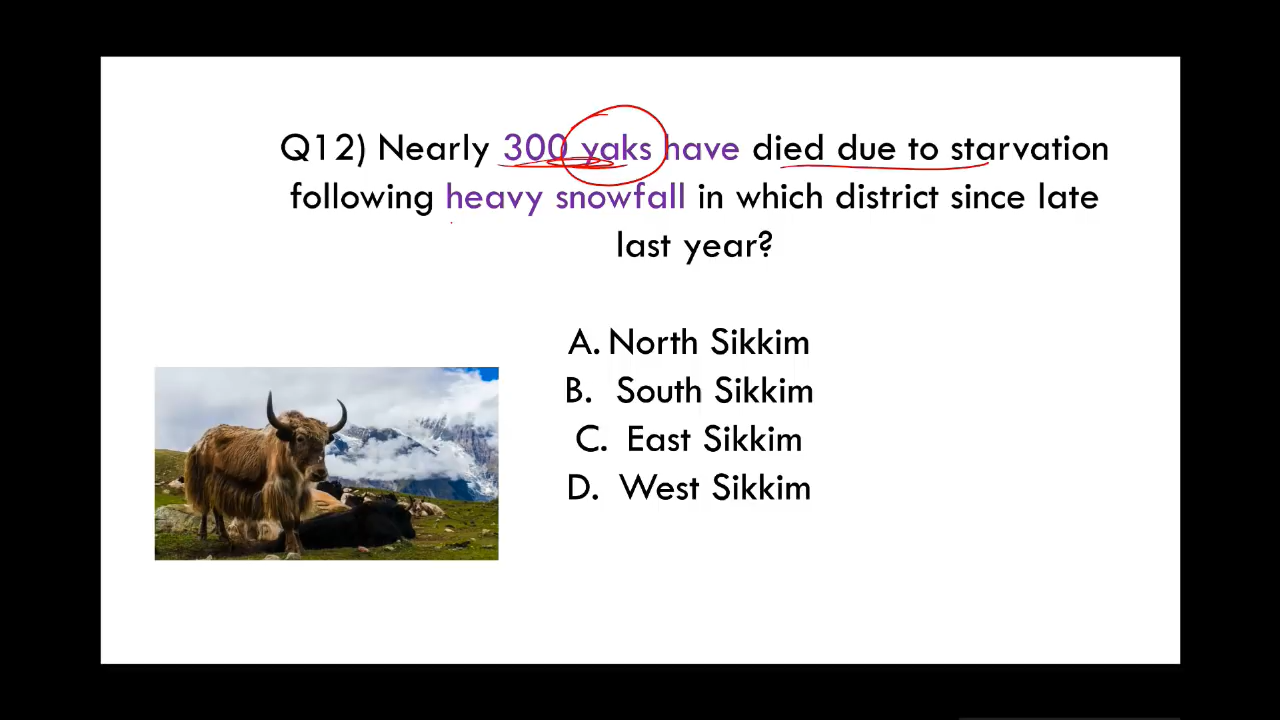 Q12) Nearly 300 yaks have died due to starvation
following heavy snowfall in which district since late
last year?
A. North Sikkim
B. South Sikkim
C. East Sikkim
D. West Sikkim